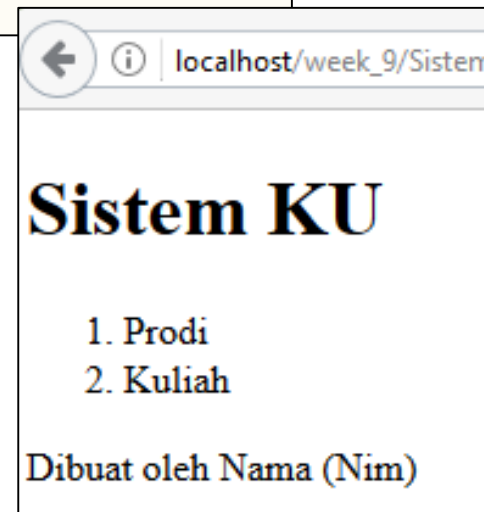 localhost/week_9/Sistem
Sistem KU
1. Prodi
2. Kuliah
Dibuat oleh Nama (Nim)